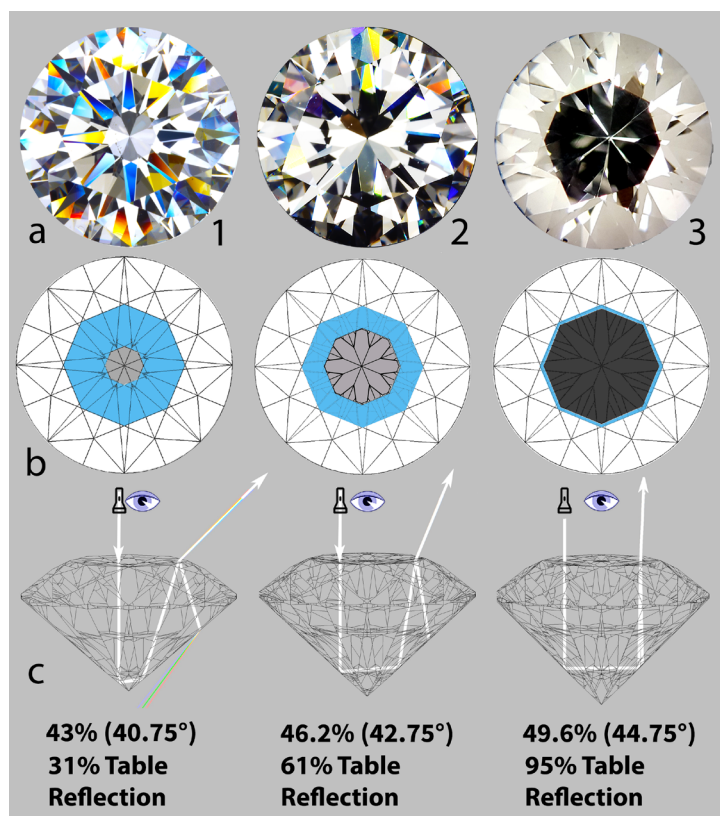 a
1
2
3
b
c
43% (40.75°)
31% Table
Reflection
46.2% (42.75°)
61% Table
Reflection
49.6% (44.75°)
95% Table
Reflection